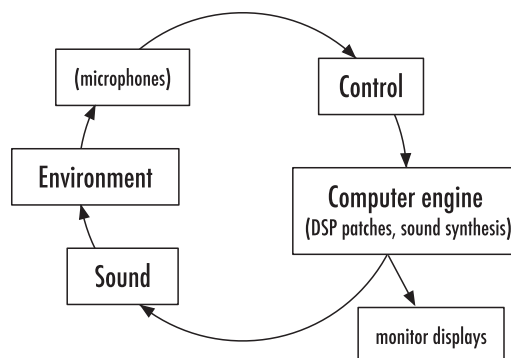 (microphones)
Control
Environment
Computer engine
(DSP patches, sound synthesis)
Sound
monitor displays